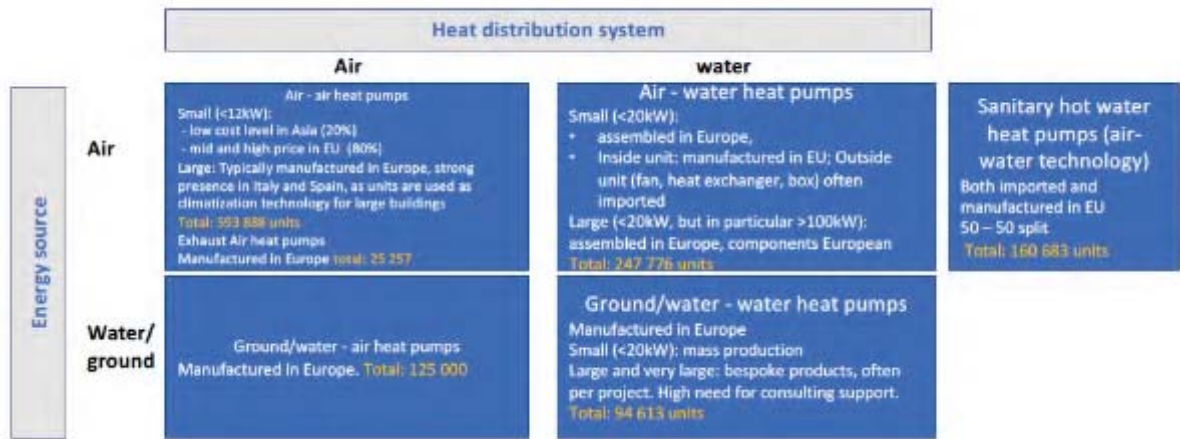 Heat distribution system
Air
water
Energy source
Air
Air - air heat pumps
Small (<12kW):
- low cost level in Asia (20%)
- mid and high price in EU (80%)
Large: Typically manufactured in Europe, strong
presence in Italy and Spain, as units are used as
climatization technology for large buildings
Total: 593 888 units
Exhaust Air heat pumps
Manufactured in Europe total: 25 257
Air - water heat pumps
Small (<20kW):
• assembled in Europe,
• Inside unit: manufactured in EU; Outside
unit (fan, heat exchanger, box) often
imported
Large (<20kW, but in particular >100kW):
assembled in Europe, components European
Total: 247 776 units
Sanitary hot water
heat pumps (air-
water technology)
Both imported and
manufactured in EU
50 – 50 split
Total: 160 683 units
Water/
ground
Ground/water - air heat pumps
Manufactured in Europe. Total: 125 000
Ground/water - water heat pumps
Manufactured in Europe
Small (<20kW): mass production
Large and very large: bespoke products, often
per project. High need for consulting support.
Total: 94 613 units